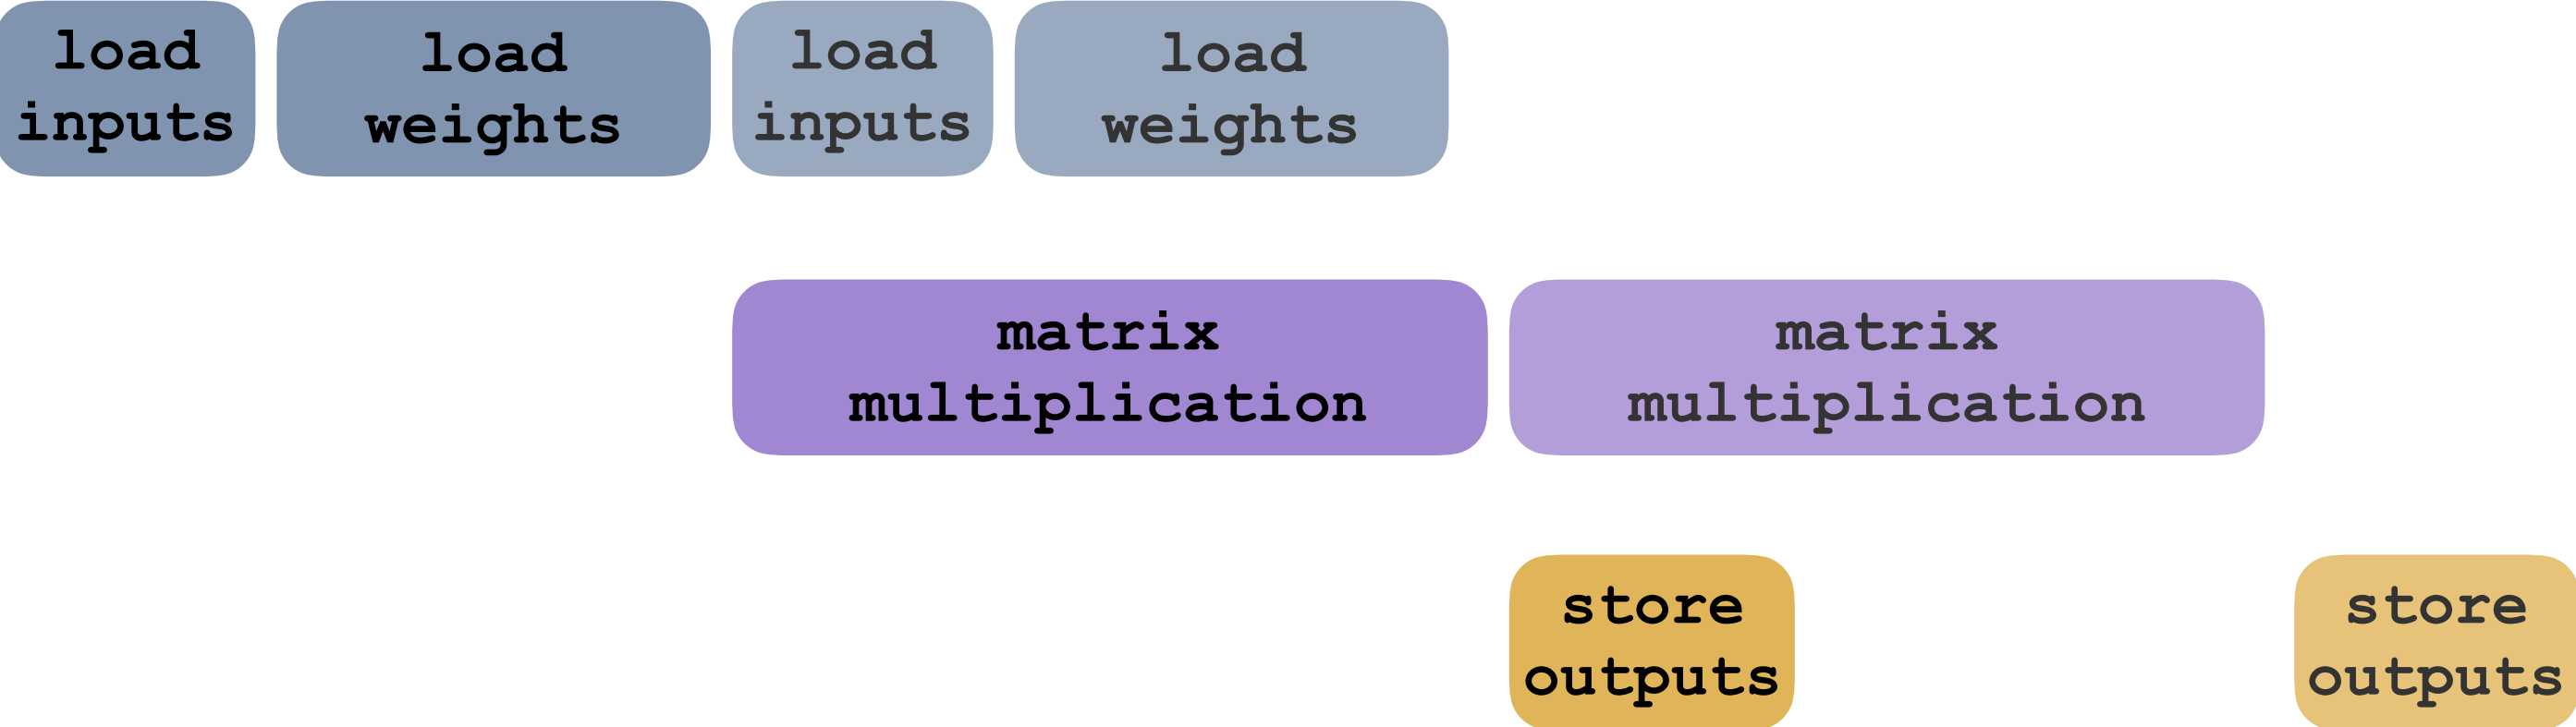 load
inputs
load
weights
load
inputs
load
weights
matrix
multiplication
matrix
multiplication
store
outputs
store
outputs